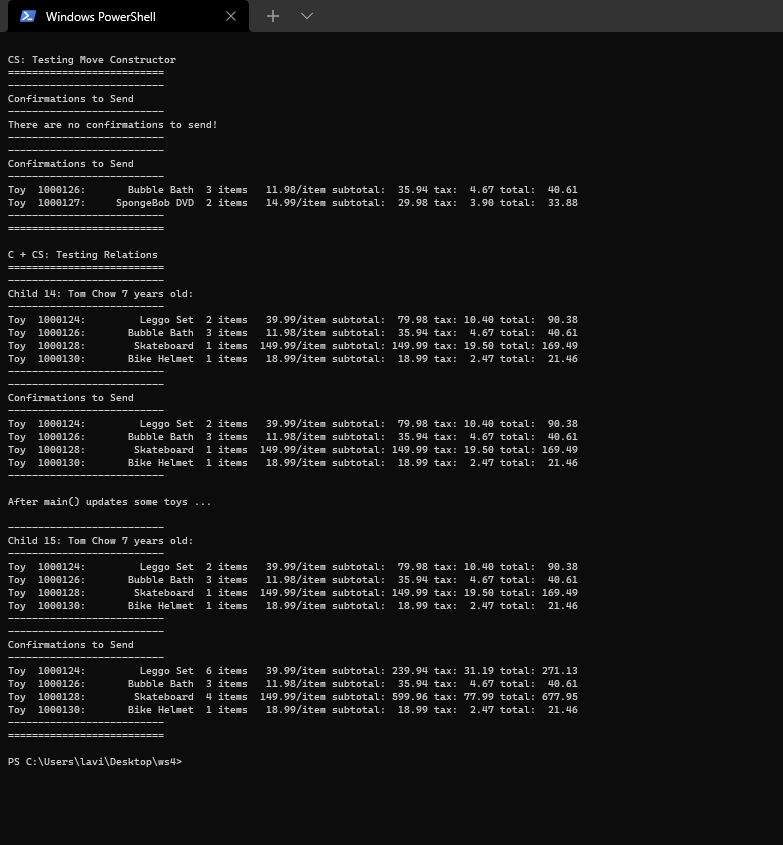 Windows PowerShell
CS: Testing Move Constructor
==========================
--------------------------
Confirmations to Send
--------------------------
There are no confirmations to send!
--------------------------
--------------------------
Confirmations to Send
--------------------------
Toy  1000126:       Bubble Bath  3 items   11.98/item subtotal:  35.94 tax:  4.67 total:  40.61
Toy  1000127:     SpongeBob DVD  2 items   14.99/item subtotal:  29.98 tax:  3.90 total:  33.88
--------------------------
==========================
C + CS: Testing Relations
==========================
--------------------------
Child 14: Tom Chow 7 years old:
--------------------------
Toy  1000124:         Leggo Set  2 items   39.99/item subtotal:  79.98 tax: 10.40 total:  90.38
Toy  1000126:       Bubble Bath  3 items   11.98/item subtotal:  35.94 tax:  4.67 total:  40.61
Toy  1000128:        Skateboard  1 items  149.99/item subtotal: 149.99 tax: 19.50 total: 169.49
Toy  1000130:       Bike Helmet  1 items   18.99/item subtotal:  18.99 tax:  2.47 total:  21.46
--------------------------
--------------------------
Confirmations to Send
--------------------------
Toy  1000124:         Leggo Set  2 items   39.99/item subtotal:  79.98 tax: 10.40 total:  90.38
Toy  1000126:       Bubble Bath  3 items   11.98/item subtotal:  35.94 tax:  4.67 total:  40.61
Toy  1000128:        Skateboard  1 items  149.99/item subtotal: 149.99 tax: 19.50 total: 169.49
Toy  1000130:       Bike Helmet  1 items   18.99/item subtotal:  18.99 tax:  2.47 total:  21.46
--------------------------
After main() updates some toys ...
--------------------------
Child 15: Tom Chow 7 years old:
--------------------------
Toy  1000124:         Leggo Set  2 items   39.99/item subtotal:  79.98 tax: 10.40 total:  90.38
Toy  1000126:       Bubble Bath  3 items   11.98/item subtotal:  35.94 tax:  4.67 total:  40.61
Toy  1000128:        Skateboard  1 items  149.99/item subtotal: 149.99 tax: 19.50 total: 169.49
Toy  1000130:       Bike Helmet  1 items   18.99/item subtotal:  18.99 tax:  2.47 total:  21.46
--------------------------
--------------------------
Confirmations to Send
--------------------------
Toy  1000124:         Leggo Set  6 items   39.99/item subtotal: 239.94 tax: 31.19 total: 271.13
Toy  1000126:       Bubble Bath  3 items   11.98/item subtotal:  35.94 tax:  4.67 total:  40.61
Toy  1000128:        Skateboard  4 items  149.99/item subtotal: 599.96 tax: 77.99 total: 677.95
Toy  1000130:       Bike Helmet  1 items   18.99/item subtotal:  18.99 tax:  2.47 total:  21.46
--------------------------
==========================
PS C:\Users\lavi\Desktop\ws4>